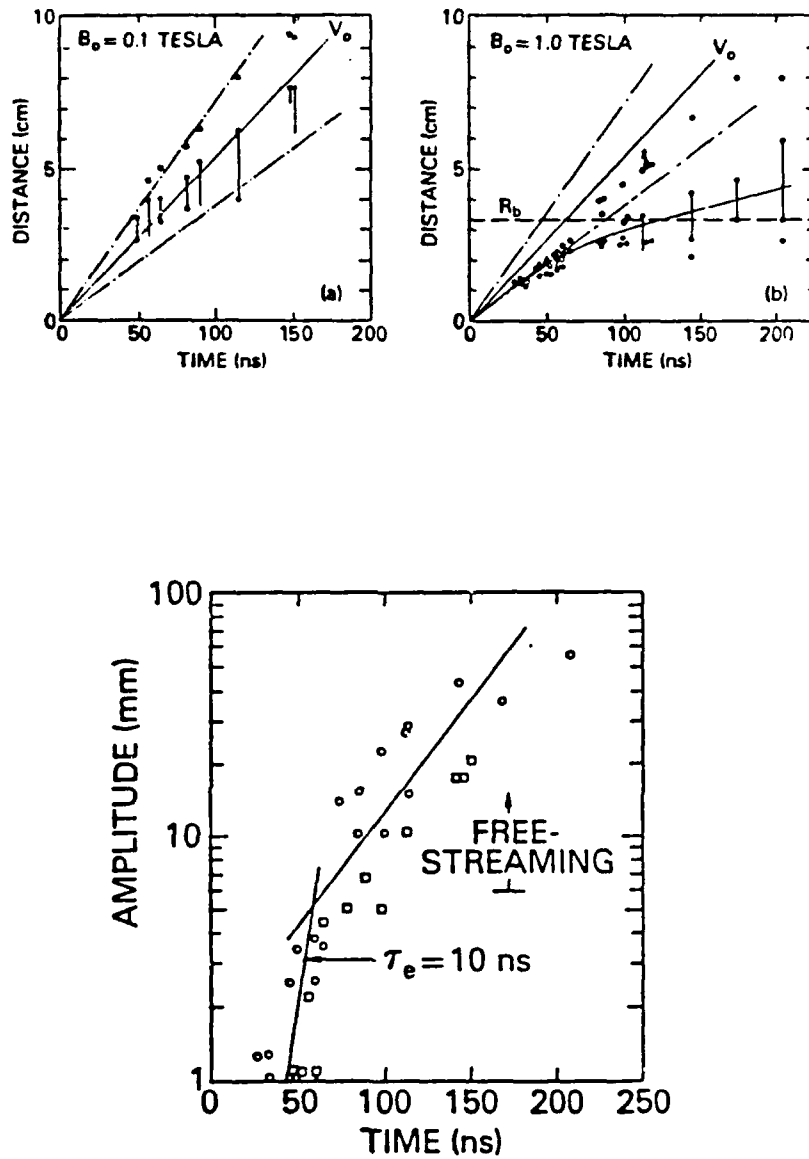 B₀ = 0.1 TESLA
V₀
10
5
0
DISTANCE (cm)
(a)
0
50
100
150
200
TIME (ns)
B₀ = 1.0 TESLA
V₀
10
5
0
DISTANCE (cm)
R_b
(b)
0
50
100
150
200
TIME (ns)
100
10
1
AMPLITUDE (mm)
FREE-
STREAMING
τ_e = 10 ns
0
50
100
150
200
250
TIME (ns)